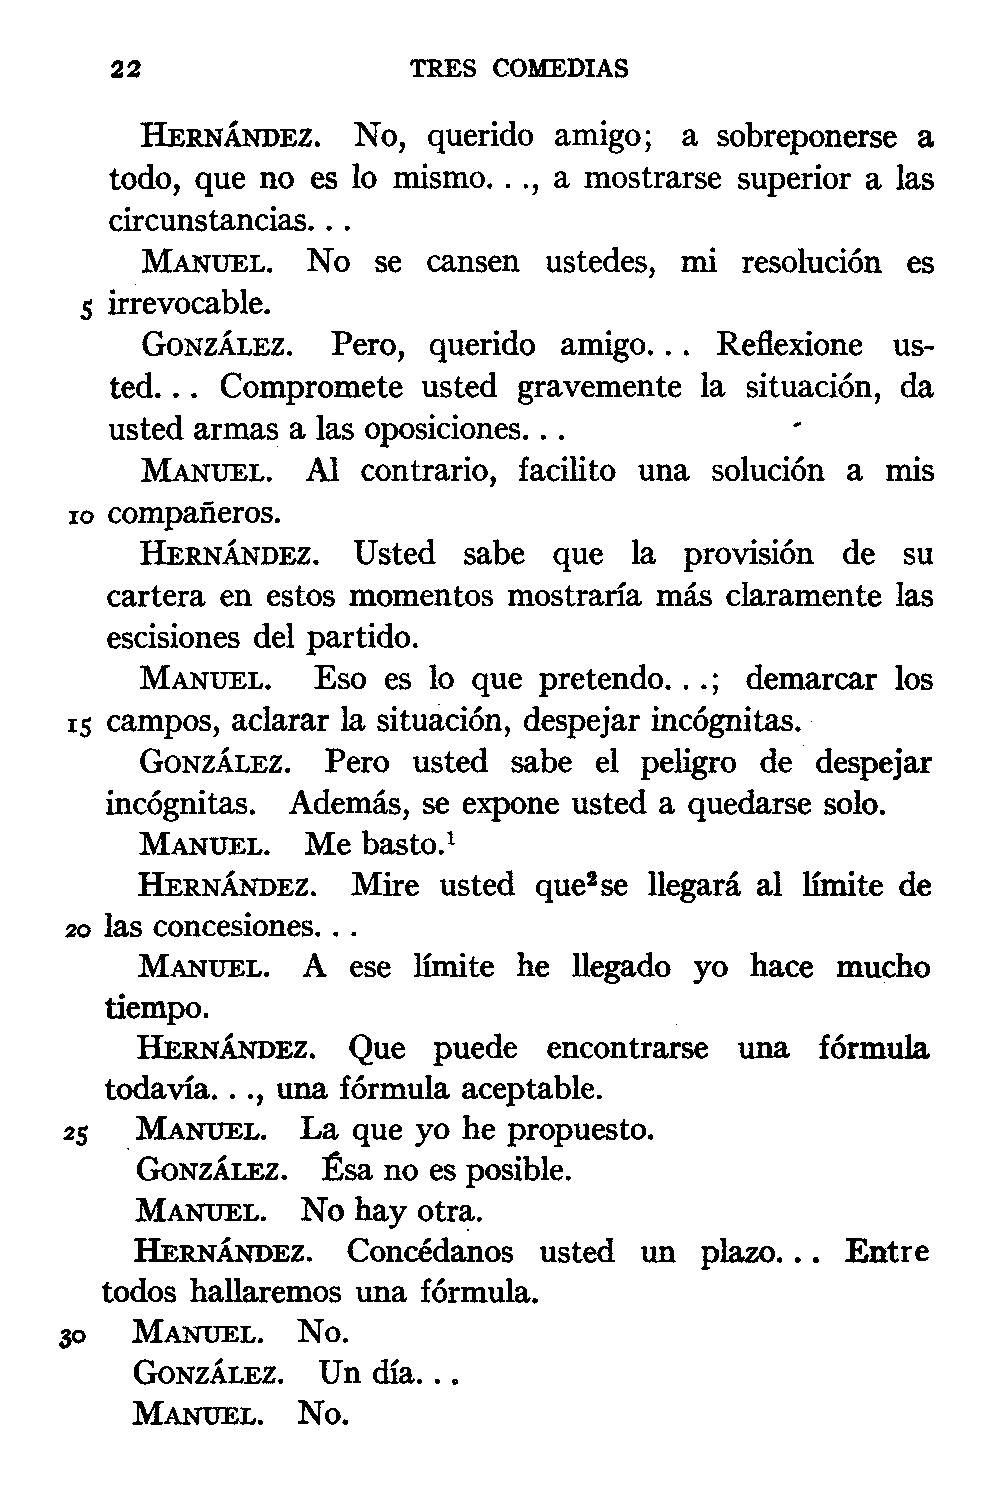 22 TRES COMEDIAS
HERNÁNDEZ. No, querido amigo; a sobreponerse a
todo, que no es lo mismo. . ., a mostrarse superior a las
circunstancias. . .
MANUEL. No se cansen ustedes, mi resolución es
5 irrevocable.
GONZÁLEZ. Pero, querido amigo. . . Reflexione us-
ted. . . Compromete usted gravemente la situación, da
usted armas a las oposiciones. . .
MANUEL. Al contrario, facilito una solución a mis
10 compañeros.
HERNÁNDEZ. Usted sabe que la provisión de su
cartera en estos momentos mostraría más claramente las
escisiones del partido.
MANUEL. Eso es lo que pretendo. . .; demarcar los
15 campos, aclarar la situación, despejar incógnitas.
GONZÁLEZ. Pero usted sabe el peligro de despejar
incógnitas. Además, se expone usted a quedarse solo.
MANUEL. Me basto.¹
HERNÁNDEZ. Mire usted que² se llegará al límite de
20 las concesiones. . .
MANUEL. A ese límite he llegado yo hace mucho
tiempo.
HERNÁNDEZ. Que puede encontrarse una fórmula
todavía. . ., una fórmula aceptable.
25 MANUEL. La que yo he propuesto.
GONZÁLEZ. Ésa no es posible.
MANUEL. No hay otra.
HERNÁNDEZ. Concédanos usted un plazo. . . Entre
todos hallaremos una fórmula.
30 MANUEL. No.
GONZÁLEZ. Un día. . .
MANUEL. No.